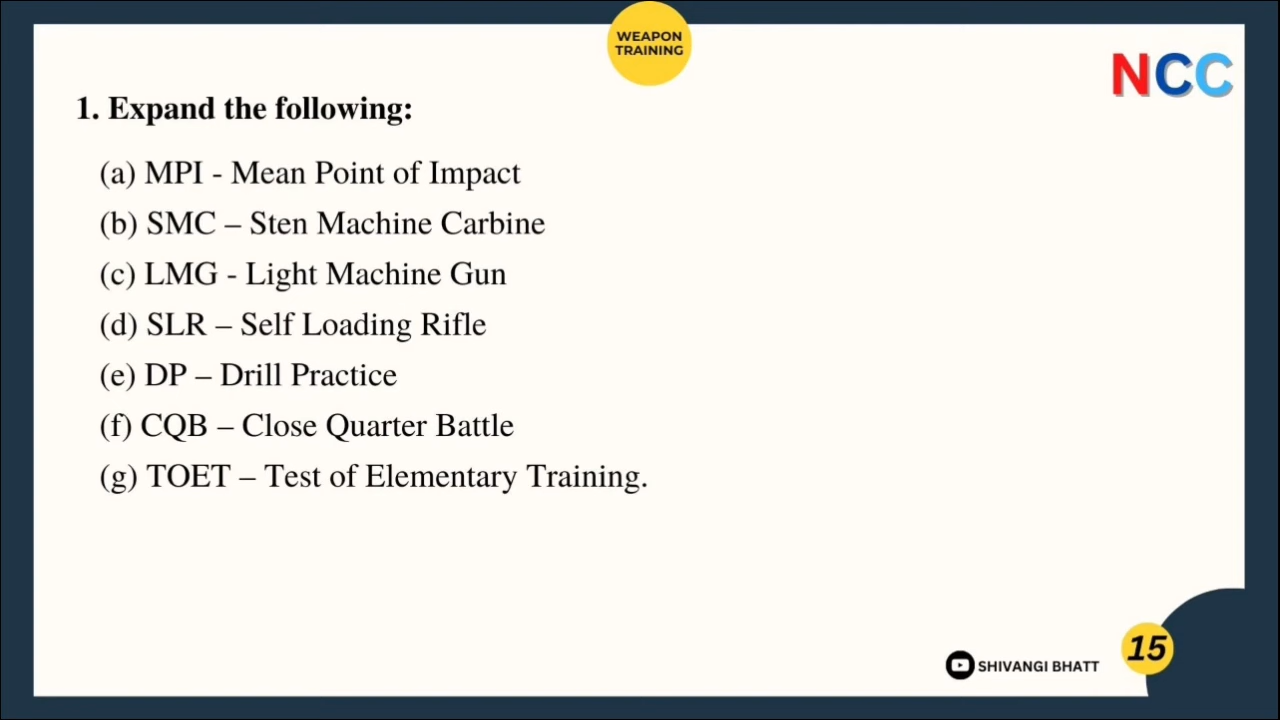 WEAPON
TRAINING
NCC
1. Expand the following:
(a) MPI - Mean Point of Impact
(b) SMC – Sten Machine Carbine
(c) LMG - Light Machine Gun
(d) SLR – Self Loading Rifle
(e) DP – Drill Practice
(f) CQB – Close Quarter Battle
(g) TOET – Test of Elementary Training.
SHIVANGI BHATT
15